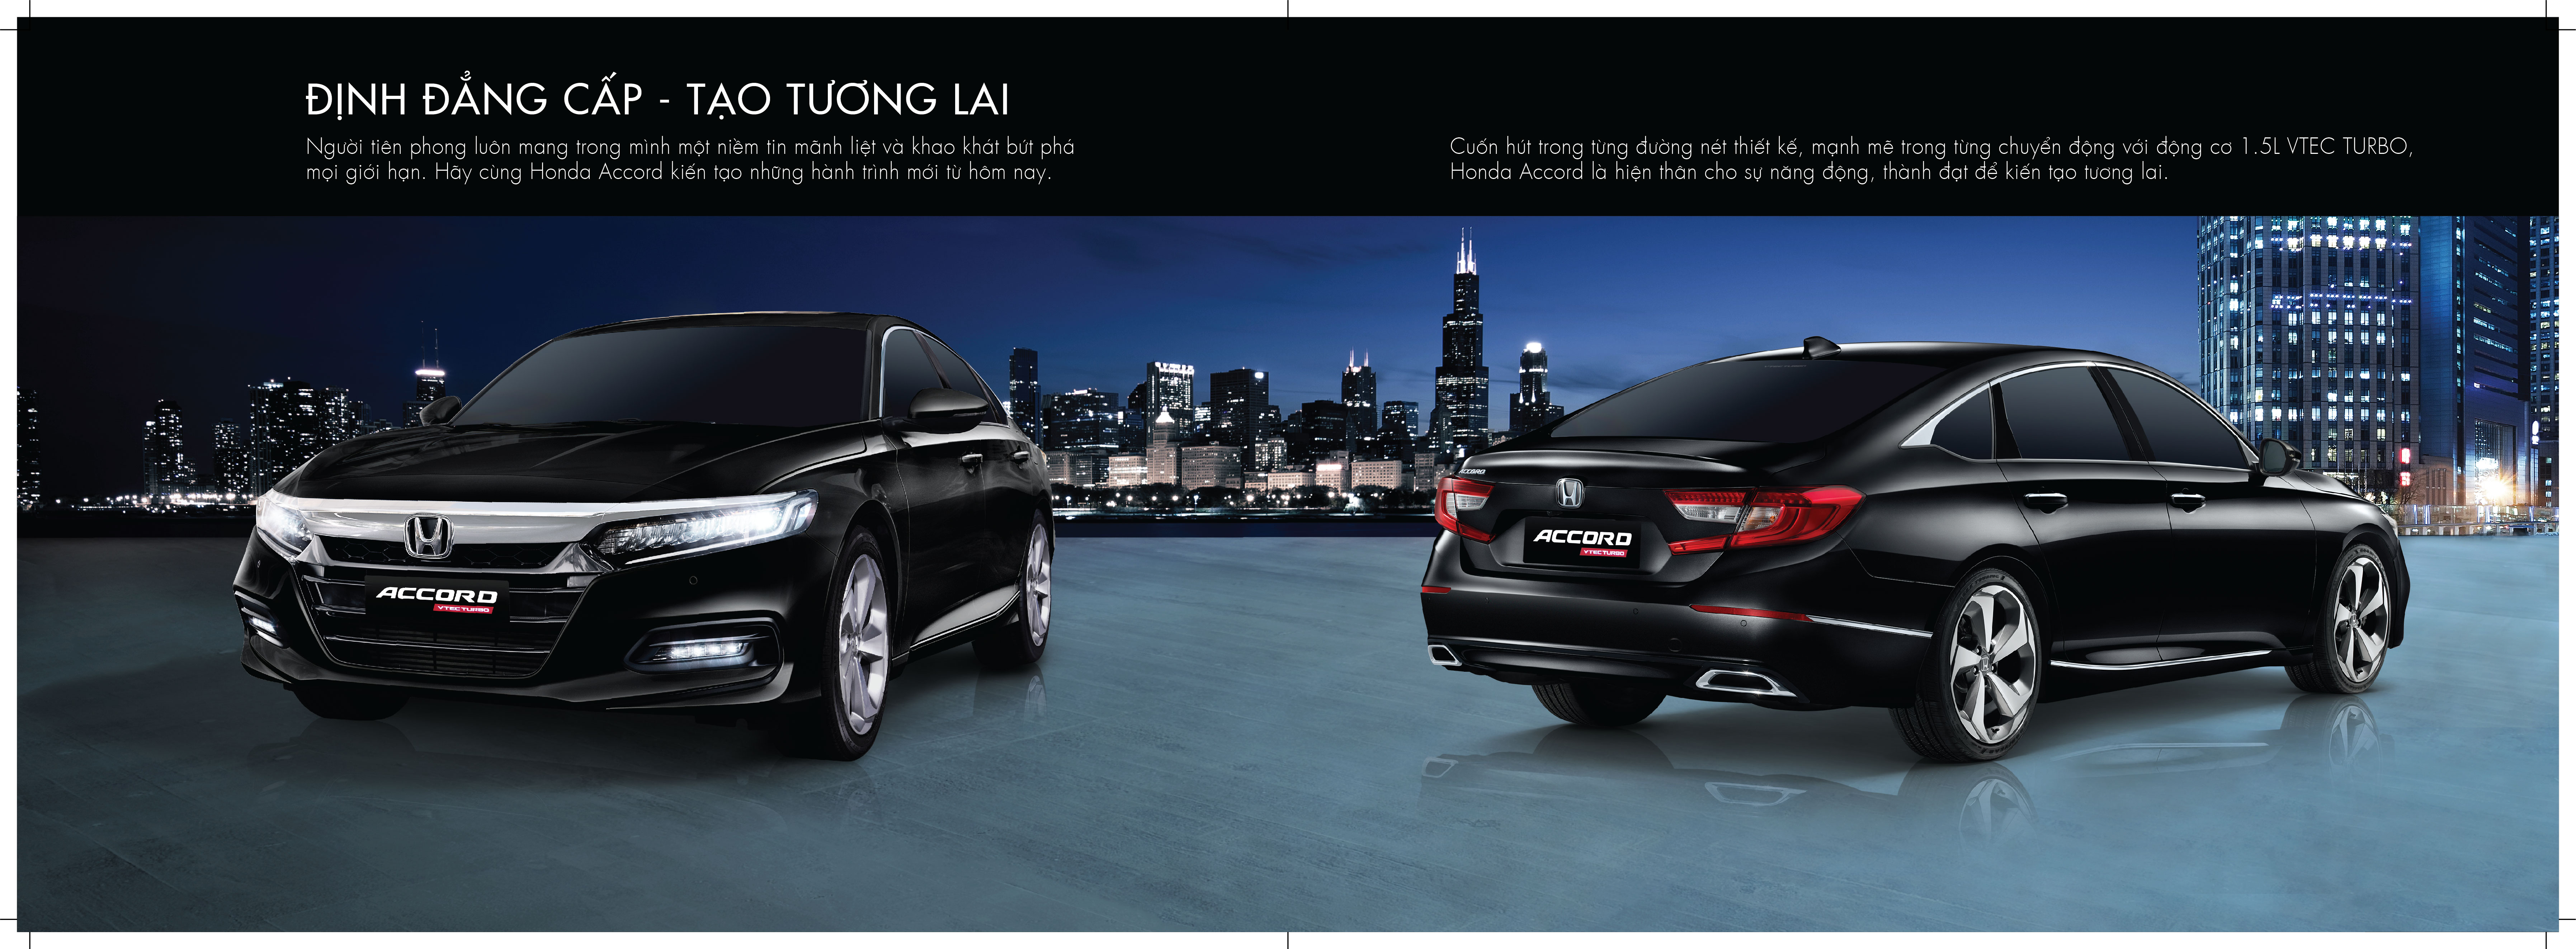 ĐỊNH ĐẲNG CẤP - TẠO TƯƠNG LAI
Người tiên phong luôn mang trong mình một niềm tin mãnh liệt và khao khát bứt phá
mọi giới hạn. Hãy cùng Honda Accord kiến tạo những hành trình mới từ hôm nay.
Cuốn hút trong từng đường nét thiết kế, mạnh mẽ trong từng chuyển động với động cơ 1.5L VTEC TURBO,
Honda Accord là hiện thân cho sự năng động, thành đạt để kiến tạo tương lai.
ACCORD
VTEC TURBO
ACCORD
ACCORD
VTEC TURBO